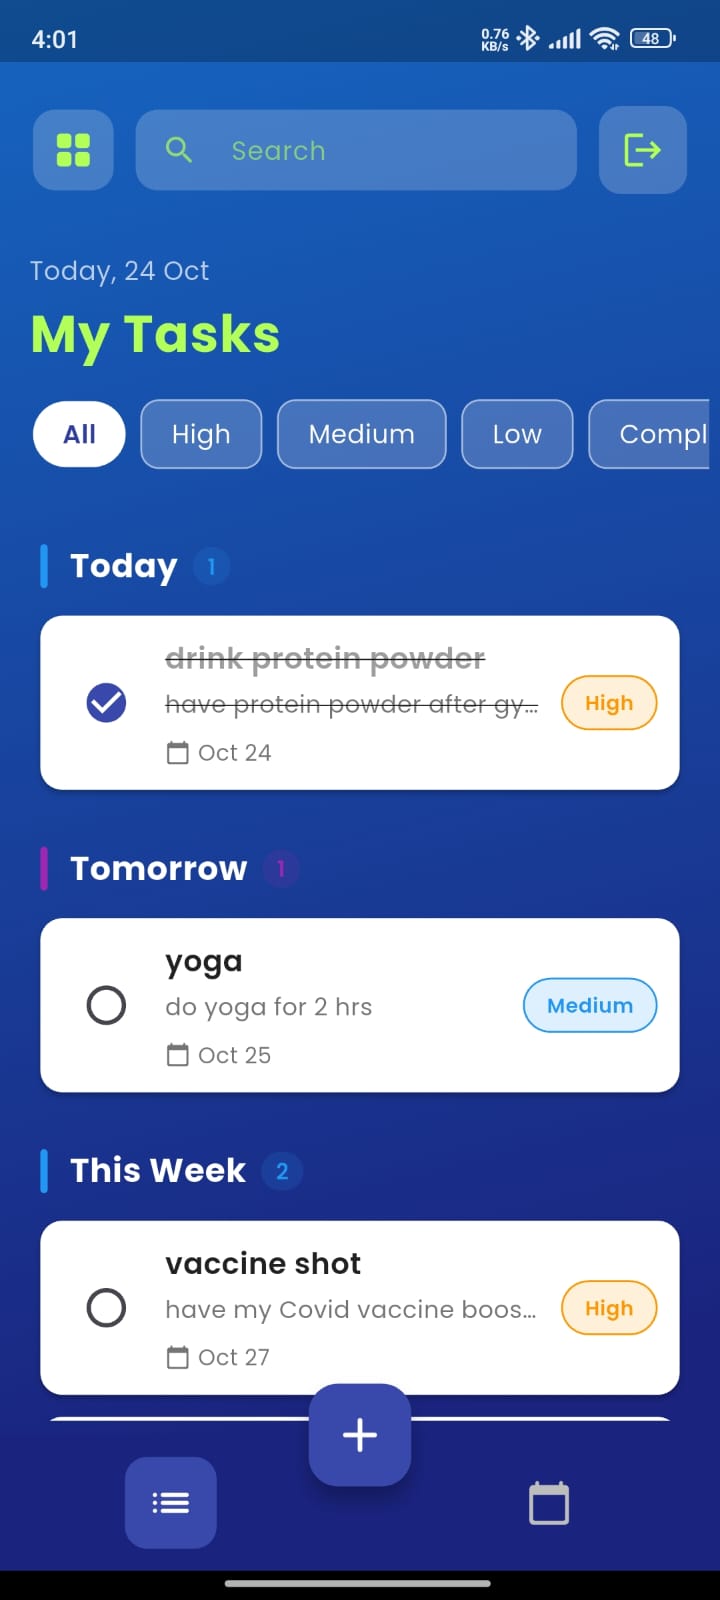 4:01
0.76
KB/s
48
Search
Today, 24 Oct
My Tasks
All High Medium Low Compl
Today 1
drink protein powder
have protein powder after gy...
High
Oct 24
Tomorrow 1
yoga
do yoga for 2 hrs
Medium
Oct 25
This Week 2
vaccine shot
have my Covid vaccine boos...
High
Oct 27